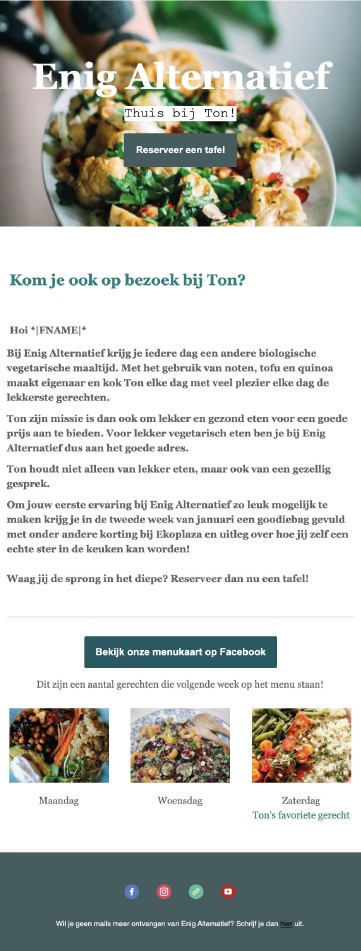 Enig Alternatief
Thuis bij Ton!
Reserveer een tafel
Kom je ook op bezoek bij Ton?
Hoi *|FNAME|*
Bij Enig Alternatief krijg je iedere dag een andere biologische
vegetarische maaltijd. Met het gebruik van noten, tofu en quinoa
maakt eigenaar en kok Ton elke dag met veel plezier elke dag de
lekkerste gerechten.
Ton zijn missie is dan ook om lekker en gezond eten voor een goede
prijs aan te bieden. Voor lekker vegetarisch eten ben je bij Enig
Alternatief dus aan het goede adres.
Ton houdt niet alleen van lekker eten, maar ook van een gezellig
gesprek.
Om jouw eerste ervaring bij Enig Alternatief zo leuk mogelijk te
maken krijg je in de tweede week van januari een goodiebag gevuld
met onder andere korting bij Ekoplaza en uitleg over hoe jij zelf een
echte ster in de keuken kan worden!
Waag jij de sprong in het diepe? Reserveer dan nu een tafel!
Bekijk onze menukaart op Facebook
Dit zijn een aantal gerechten die volgende week op het menu staan!
Maandag
Woensdag
Zaterdag
Ton's favoriete gerecht
Wil je geen mails meer ontvangen van Enig Alternatief? Schrijf je dan hier uit.